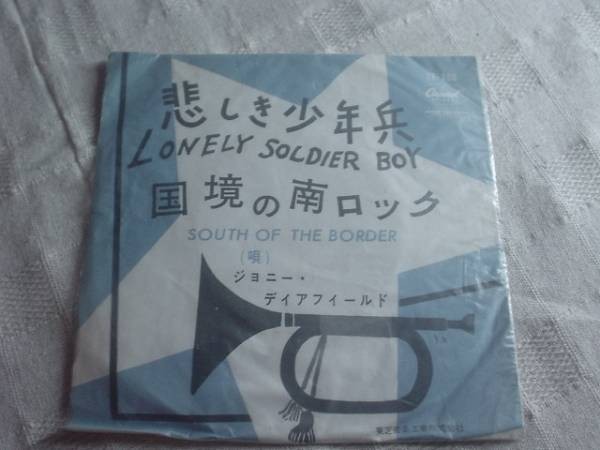 Capitol
悲しき少年兵
LONELY SOLDIER BOY
国境の南ロック
SOUTH OF THE BORDER
(唄)
ジョニー・
デイアフィールド